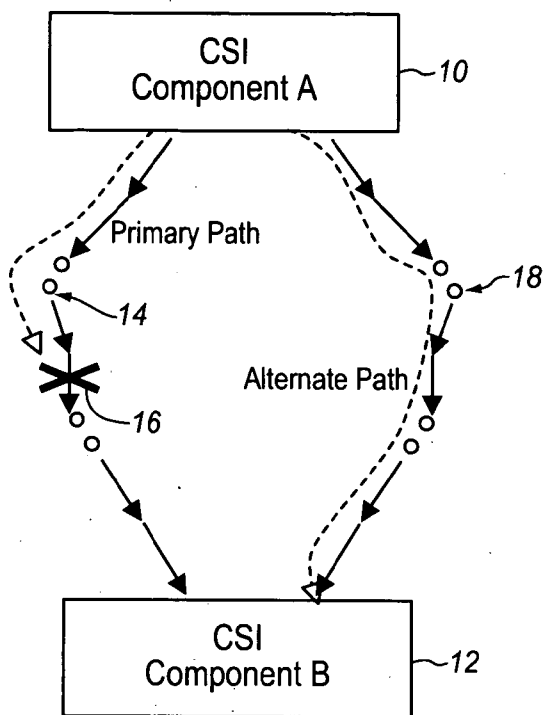 CSI
Component A
10
Primary Path
18
14
Alternate Path
16
CSI
Component B
12